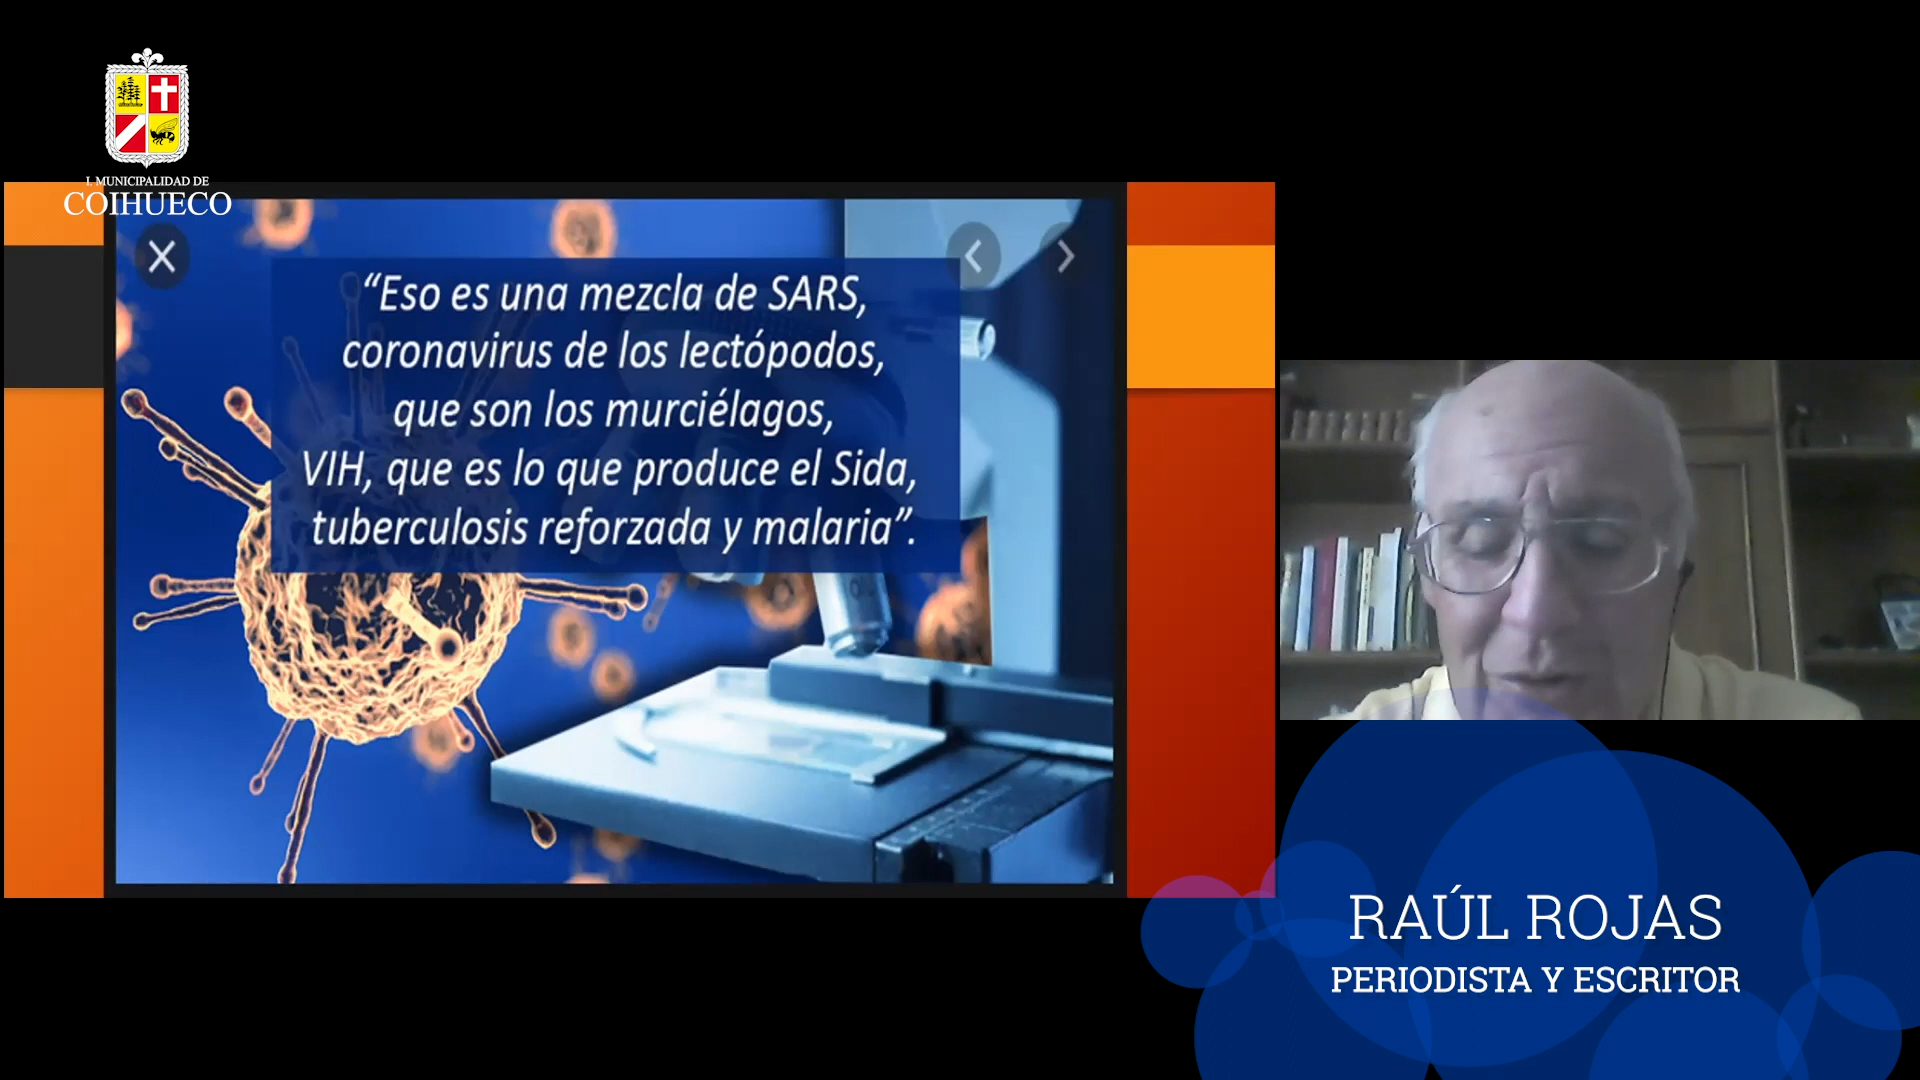 I. MUNICIPALIDAD DE
COIHUECO
“Eso es una mezcla de SARS,
coronavirus de los lectópodos,
que son los murciélagos,
VIH, que es lo que produce el Sida,
tuberculosis reforzada y malaria”.
RAÚL ROJAS
PERIODISTA Y ESCRITOR